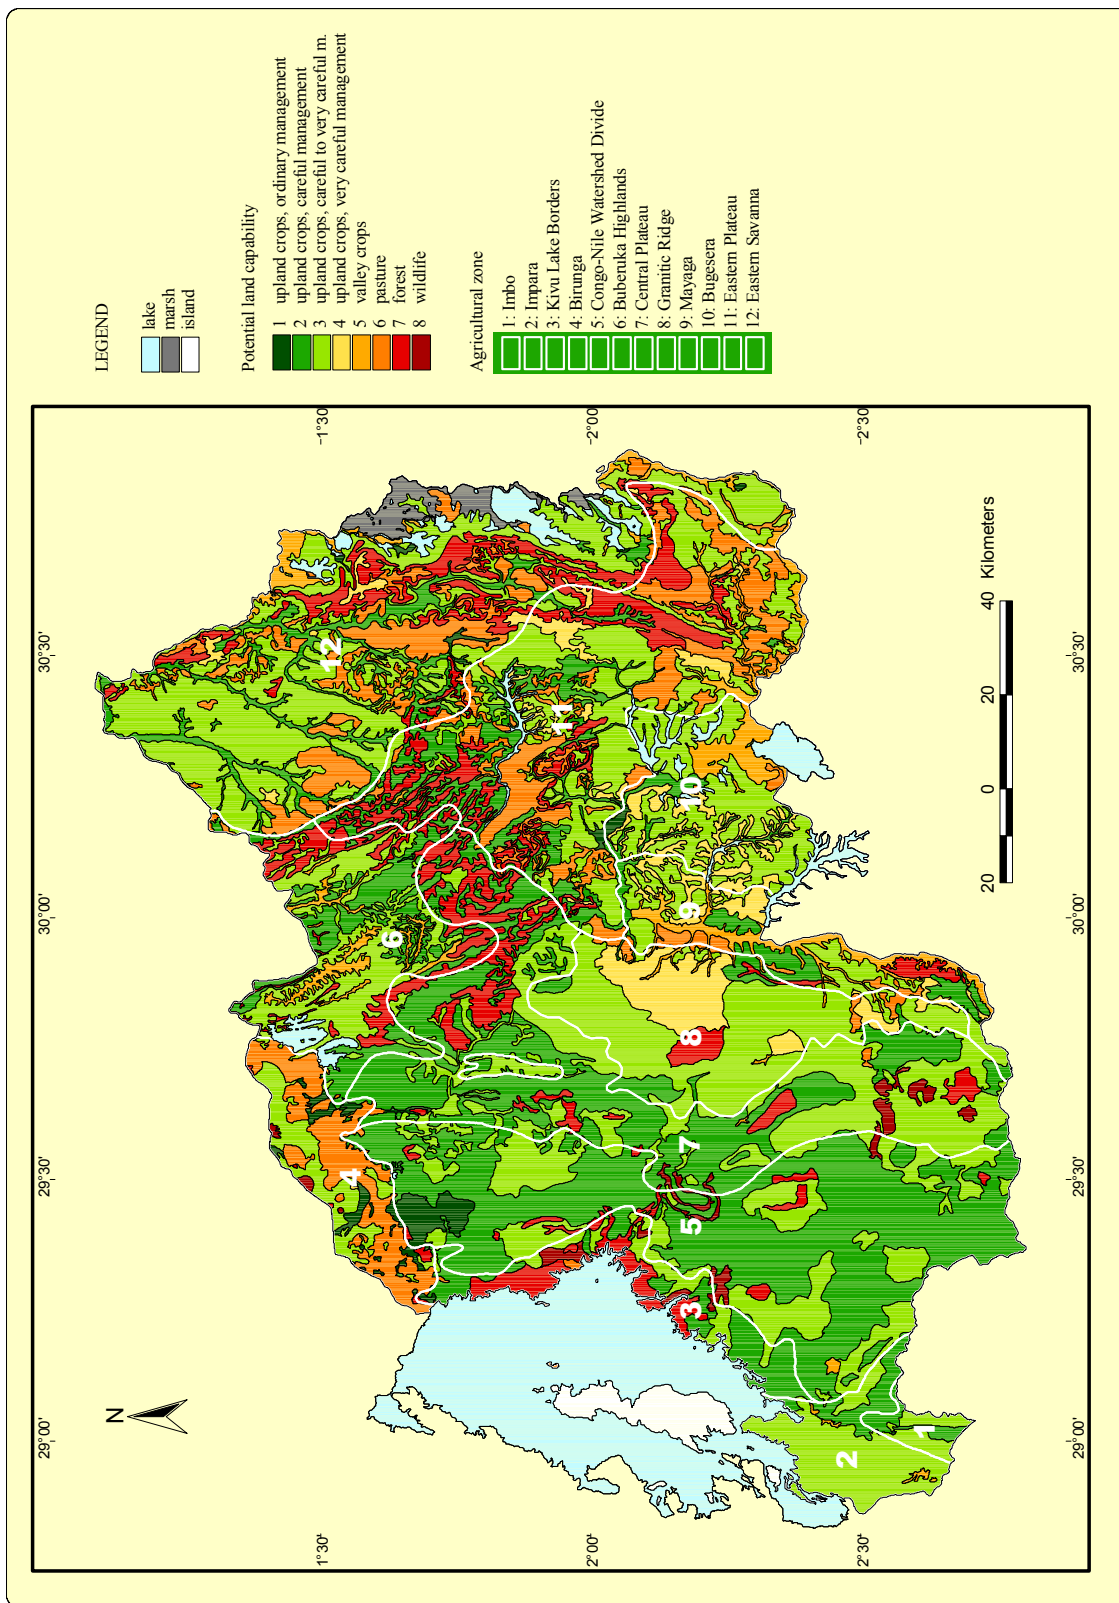 LEGEND
lake
marsh
island
Potential land capability
1 upland crops, ordinary management
2 upland crops, careful management
3 upland crops, careful to very careful m.
4 upland crops, very careful management
5 valley crops
6 pasture
7 forest
8 wildlife
Agricultural zone
1: Imbo
2: Impara
3: Kivu Lake Borders
4: Birunga
5: Congo-Nile Watershed Divide
6: Buberuka Highlands
7: Central Plateau
8: Granitic Ridge
9: Mayaga
10: Bugesera
11: Eastern Plateau
12: Eastern Savanna
N
29°00'
29°30'
30°00'
30°30'
1°30'
-1°30'
2°00'
-2°00'
2°30'
-2°30'
29°00'
29°30'
30°00'
30°30'
1
2
3
4
5
6
7
8
9
10
11
12
20 0 20 40 Kilometers